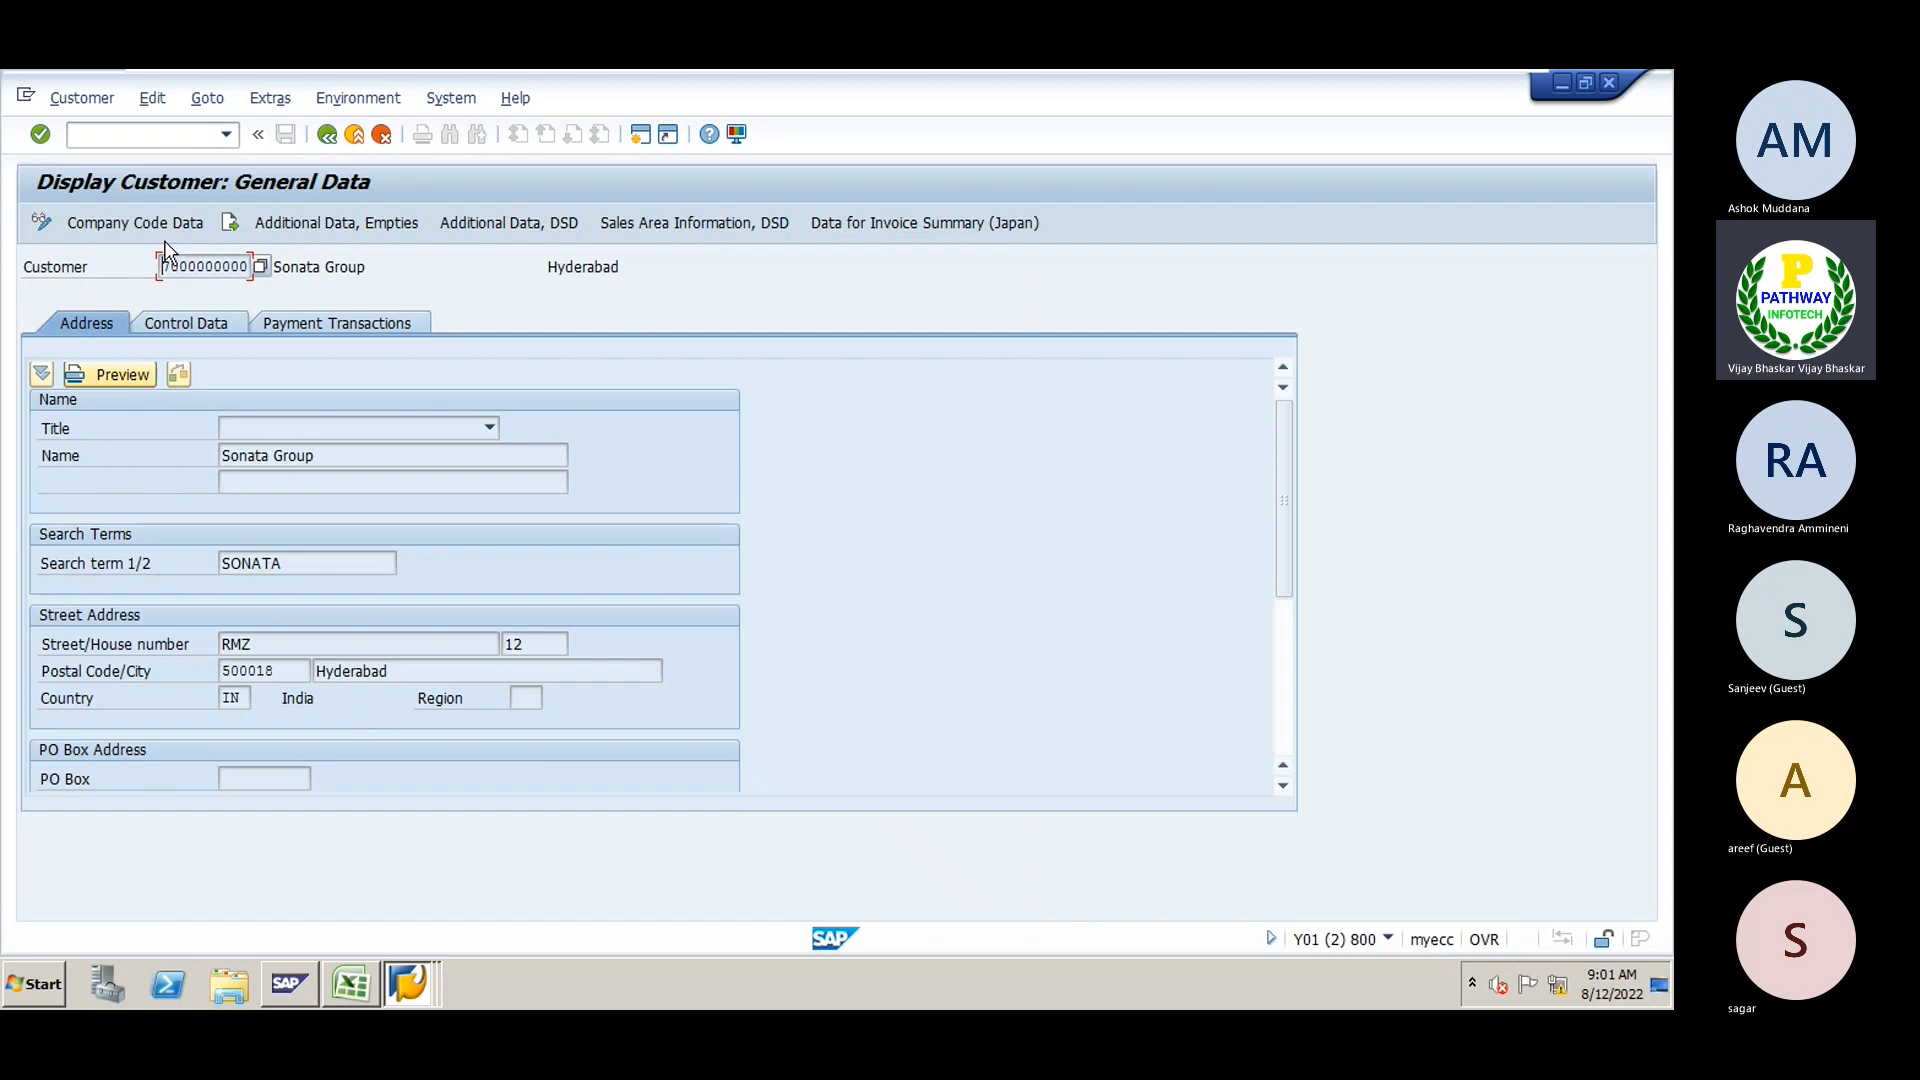 Customer Edit Goto Extras Environment System Help
Display Customer: General Data
Company Code Data Additional Data, Empties Additional Data, DSD Sales Area Information, DSD Data for Invoice Summary (Japan)
Customer 7000000000 Sonata Group Hyderabad
Address Control Data Payment Transactions
Preview
Name
Title
Name Sonata Group
Search Terms
Search term 1/2 SONATA
Street Address
Street/House number RMZ 12
Postal Code/City 500018 Hyderabad
Country IN India Region
PO Box Address
PO Box
SAP Y01 (2) 800 myecc OVR
Start SAP 9:01 AM
8/12/2022
AM
Ashok Muddana
P
PATHWAY
INFOTECH
Vijay Bhaskar Vijay Bhaskar
RA
Raghavendra Ammineni
S
Sanjeev (Guest)
A
areef (Guest)
S
sagar